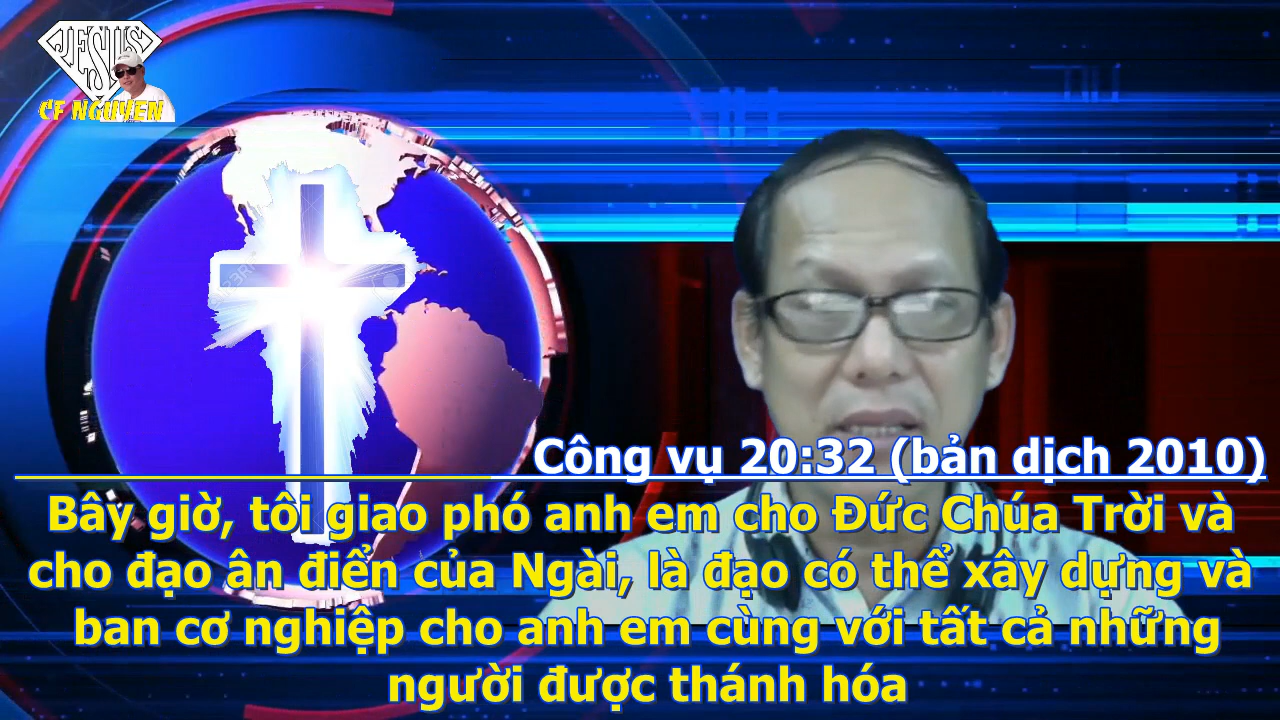 JESUS
CF NGUYEN
Công vụ 20:32 (bản dịch 2010)
Bây giờ, tôi giao phó anh em cho Đức Chúa Trời và
cho đạo ân điển của Ngài, là đạo có thể xây dựng và
ban cơ nghiệp cho anh em cùng với tất cả những
người được thánh hóa